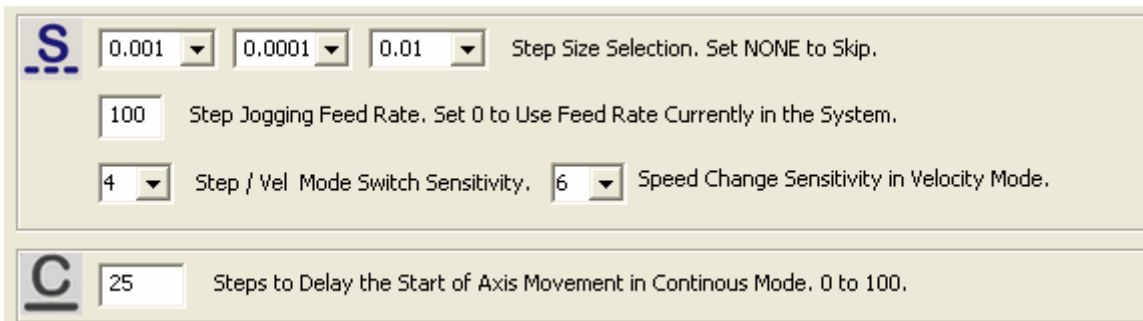 S 0.001 0.0001 0.01 Step Size Selection. Set NONE to Skip.
100 Step Jogging Feed Rate. Set 0 to Use Feed Rate Currently in the System.
4 Step / Vel Mode Switch Sensitivity. 6 Speed Change Sensitivity in Velocity Mode.
C 25 Steps to Delay the Start of Axis Movement in Continous Mode. 0 to 100.